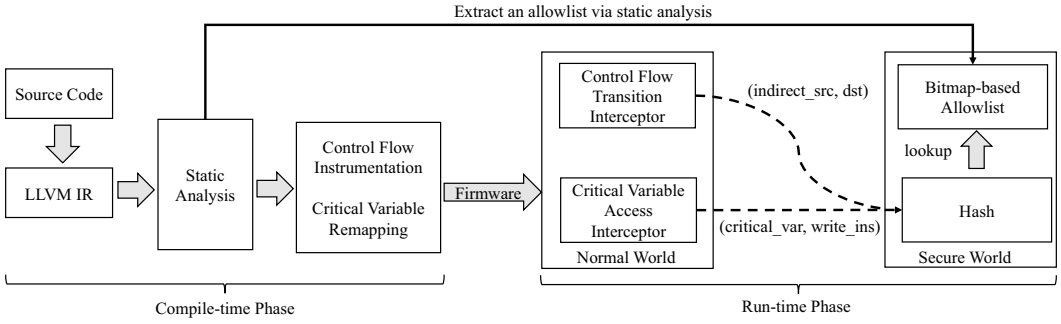 Extract an allowlist via static analysis
Source Code
LLVM IR
Static
Analysis
Control Flow
Instrumentation
Critical Variable
Remapping
Firmware
Control Flow
Transition
Interceptor
Critical Variable
Access
Interceptor
Normal World
(indirect_src, dst)
(critical_var, write_ins)
Bitmap-based
Allowlist
lookup
Hash
Secure World
Compile-time Phase
Run-time Phase